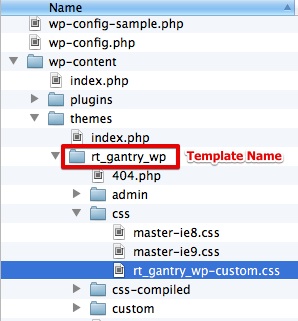 Name
wp-config-sample.php
wp-config.php
wp-content
index.php
plugins
themes
index.php
rt_gantry_wp Template Name
404.php
admin
css
master-ie8.css
master-ie9.css
rt_gantry_wp-custom.css
css-compiled
custom